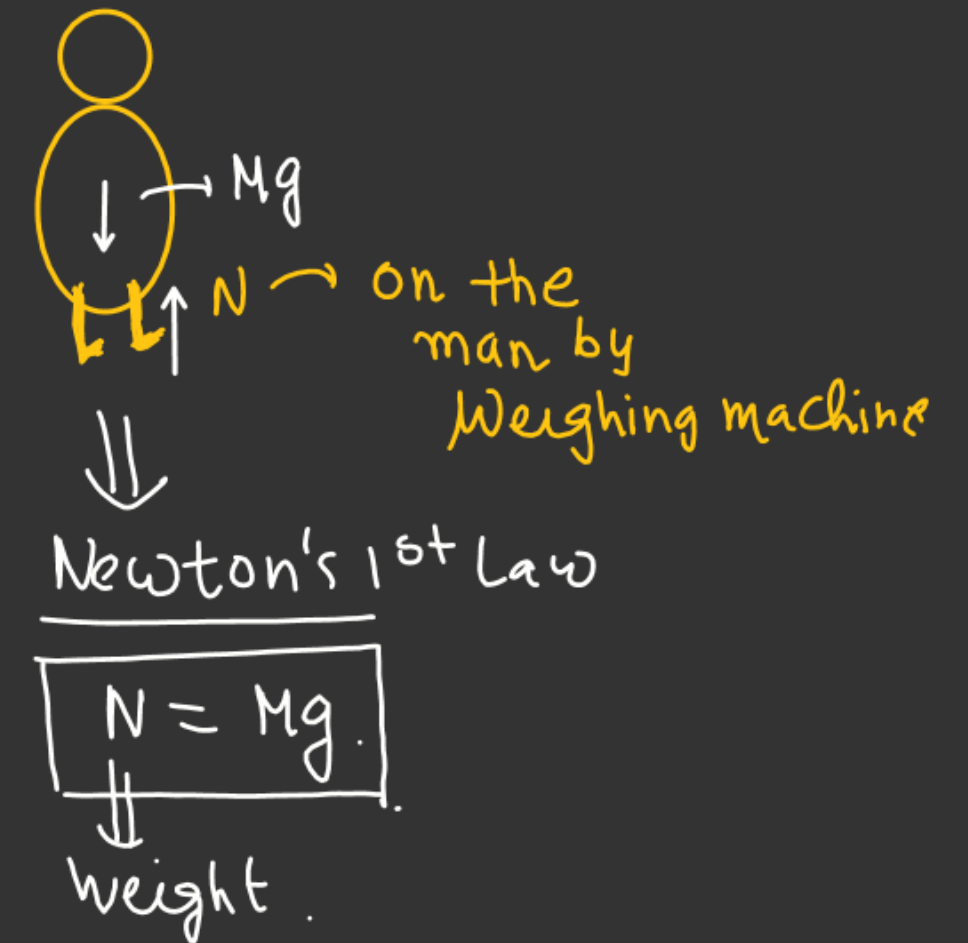 Mg
N → on the
man by
Weighing machine
Newton's 1st Law
N = Mg.
Weight.